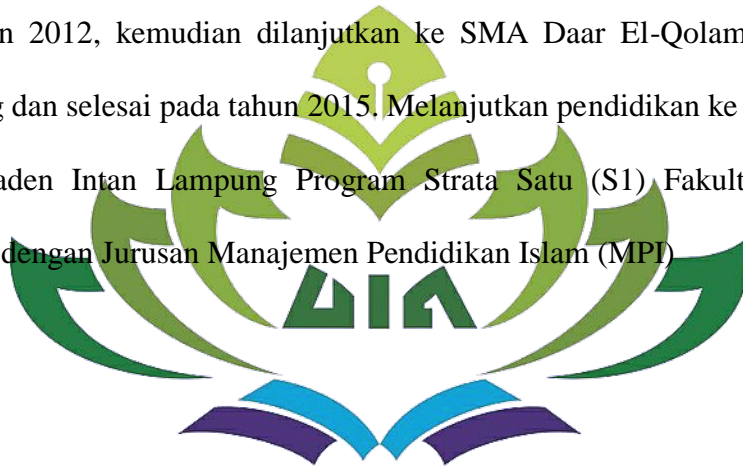 n 2012, kemudian dilanjutkan ke SMA Daar El-Qolam
g dan selesai pada tahun 2015. Melanjutkan pendidikan ke
aden Intan Lampung Program Strata Satu (S1) Fakult
dengan Jurusan Manajemen Pendidikan Islam (MPI)